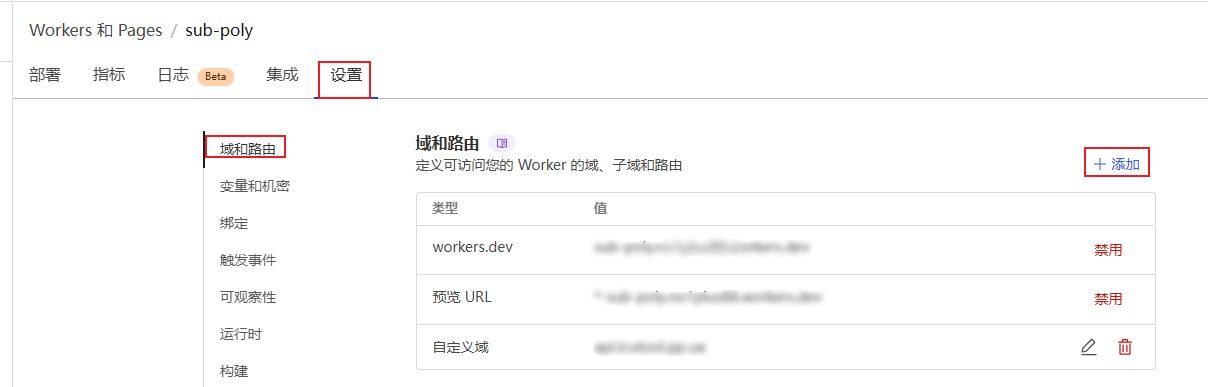 Workers 和 Pages / sub-poly
部署 指标 日志 Beta 集成 设置
域和路由
变量和机密
绑定
触发事件
可观察性
运行时
构建
域和路由
定义可访问您的 Worker 的域、子域和路由
+ 添加
类型 值
workers.dev 禁用
预览 URL 禁用
自定义域